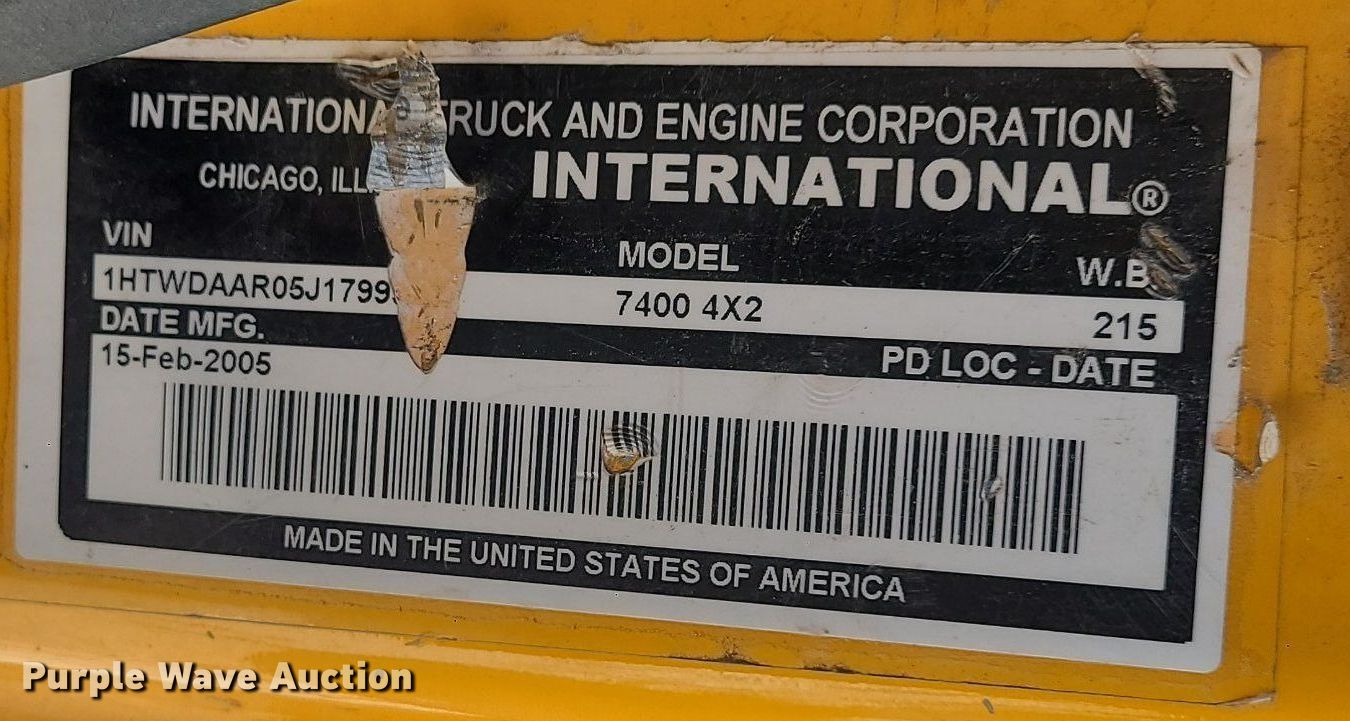 INTERNATIONAL TRUCK AND ENGINE CORPORATION
CHICAGO, ILL
INTERNATIONAL®
VIN MODEL W.B
1HTWDAAR05J1799 7400 4X2 215
DATE MFG. PD LOC - DATE
15-Feb-2005
MADE IN THE UNITED STATES OF AMERICA
Purple Wave Auction